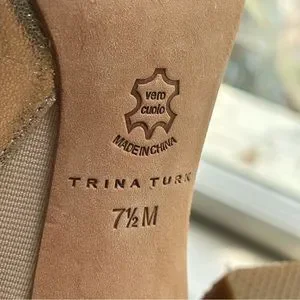 vero
cuoio
MADE IN CHINA
TRINA TURK
7½ M